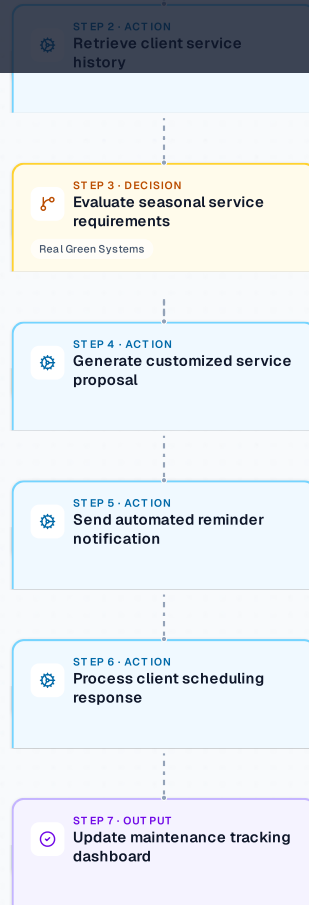 STEP 2 · ACTION
Retrieve client service
history
STEP 3 · DECISION
Evaluate seasonal service
requirements
Real Green Systems
STEP 4 · ACTION
Generate customized service
proposal
STEP 5 · ACTION
Send automated reminder
notification
STEP 6 · ACTION
Process client scheduling
response
STEP 7 · OUTPUT
Update maintenance tracking
dashboard